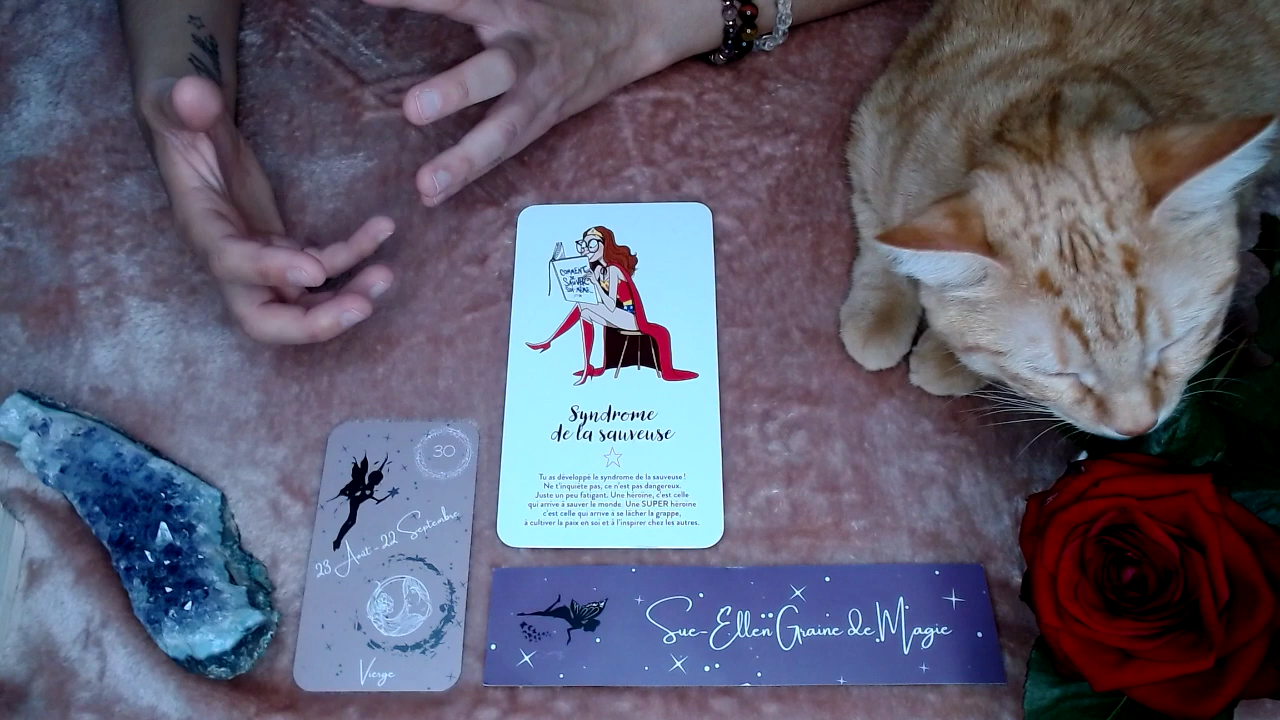 COMMENT
SAUVER
Syndrome
de la sauveuse
Tu as développé le syndrome de la sauveuse !
Ne t'inquiète pas, ce n'est pas dangereux.
Juste un peu fatigant. Une héroïne, c'est celle
qui arrive à sauver le monde. Une SUPER héroïne
c'est celle qui arrive à se lâcher la grappe,
à cultiver la paix en soi et à l'inspirer chez les autres.
30
23 Août - 22 Septembre
Vierge
Sue-Ellen Graine de Magie